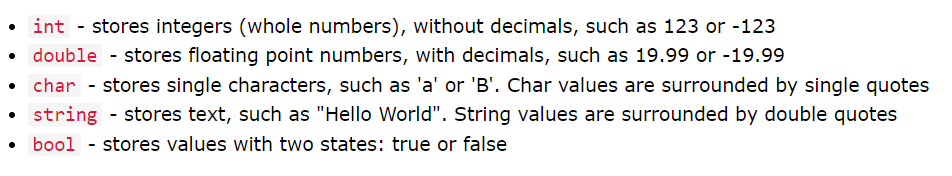 int - stores integers (whole numbers), without decimals, such as 123 or -123
double - stores floating point numbers, with decimals, such as 19.99 or -19.99
char - stores single characters, such as 'a' or 'B'. Char values are surrounded by single quotes
string - stores text, such as "Hello World". String values are surrounded by double quotes
bool - stores values with two states: true or false